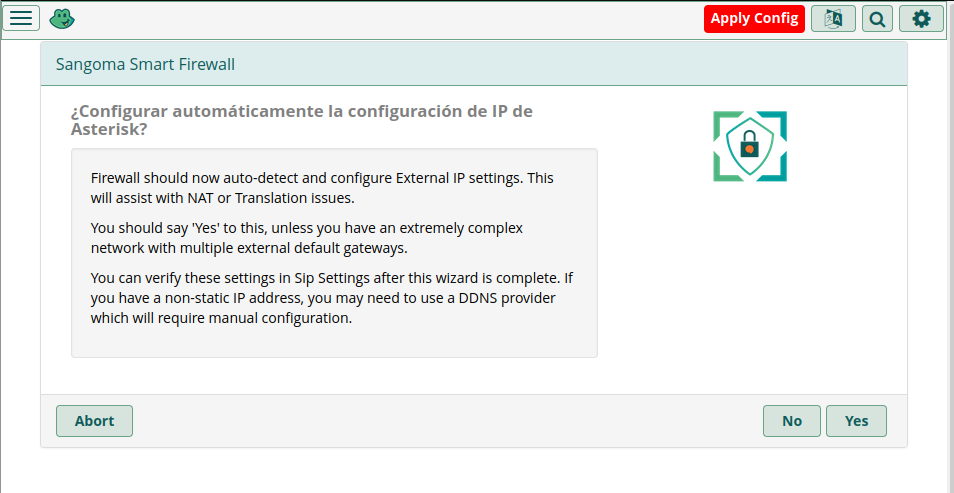 Apply Config
Sangoma Smart Firewall
¿Configurar automáticamente la configuración de IP de
Asterisk?
Firewall should now auto-detect and configure External IP settings. This
will assist with NAT or Translation issues.
You should say 'Yes' to this, unless you have an extremely complex
network with multiple external default gateways.
You can verify these settings in Sip Settings after this wizard is complete. If
you have a non-static IP address, you may need to use a DDNS provider
which will require manual configuration.
Abort
No
Yes